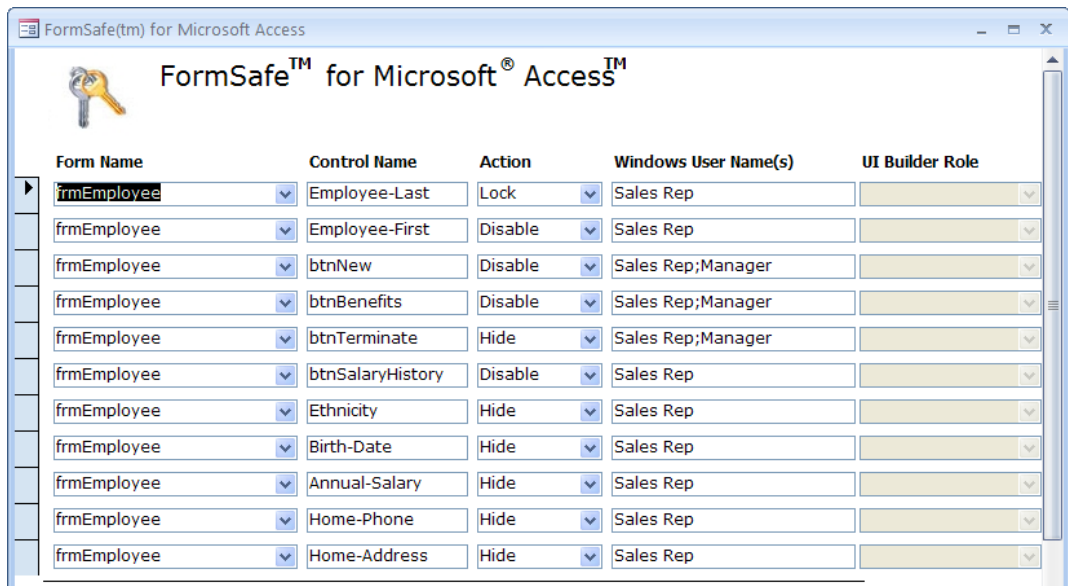 FormSafe(tm) for Microsoft Access
FormSafe™ for Microsoft® Access™
Form Name Control Name Action Windows User Name(s) UI Builder Role
frmEmployee Employee-Last Lock Sales Rep
frmEmployee Employee-First Disable Sales Rep
frmEmployee btnNew Disable Sales Rep;Manager
frmEmployee btnBenefits Disable Sales Rep;Manager
frmEmployee btnTerminate Hide Sales Rep;Manager
frmEmployee btnSalaryHistory Disable Sales Rep
frmEmployee Ethnicity Hide Sales Rep
frmEmployee Birth-Date Hide Sales Rep
frmEmployee Annual-Salary Hide Sales Rep
frmEmployee Home-Phone Hide Sales Rep
frmEmployee Home-Address Hide Sales Rep